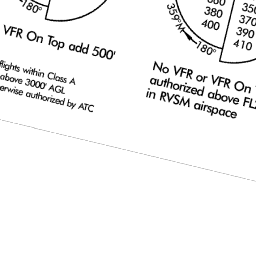 180°
VFR On Top add 500'
flights within Class A
above 3000' AGL
erwise authorized by ATC
380
400
359°M
180°
350
370
390
410
No VFR or VFR On
authorized above FL
in RVSM airspace